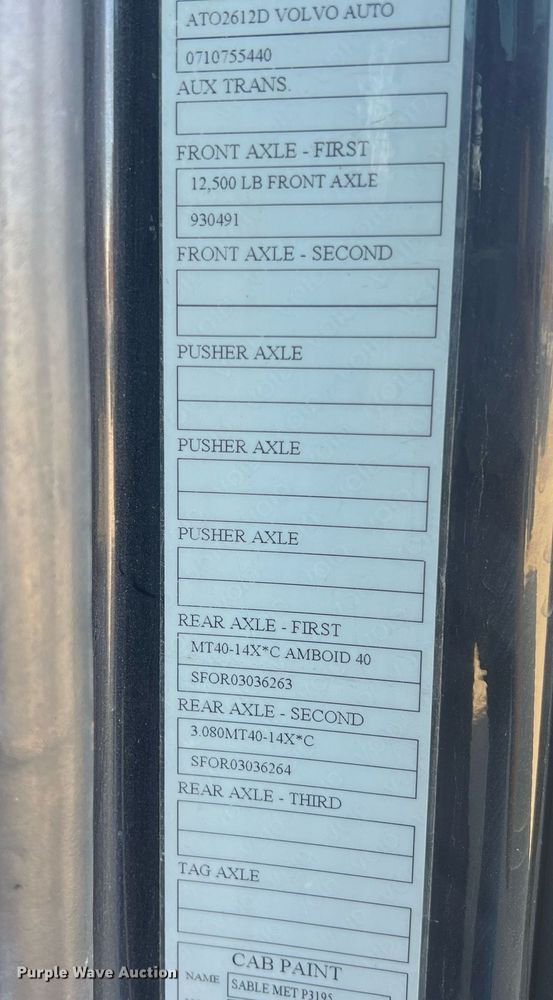 ATO2612D VOLVO AUTO
0710755440
AUX TRANS.
FRONT AXLE - FIRST
12,500 LB FRONT AXLE
930491
FRONT AXLE - SECOND
PUSHER AXLE
PUSHER AXLE
PUSHER AXLE
REAR AXLE - FIRST
MT40-14X*C AMBOID 40
SFOR03036263
REAR AXLE - SECOND
3.080MT40-14X*C
SFOR03036264
REAR AXLE - THIRD
TAG AXLE
CAB PAINT
NAME SABLE MET P3195
Purple Wave Auction